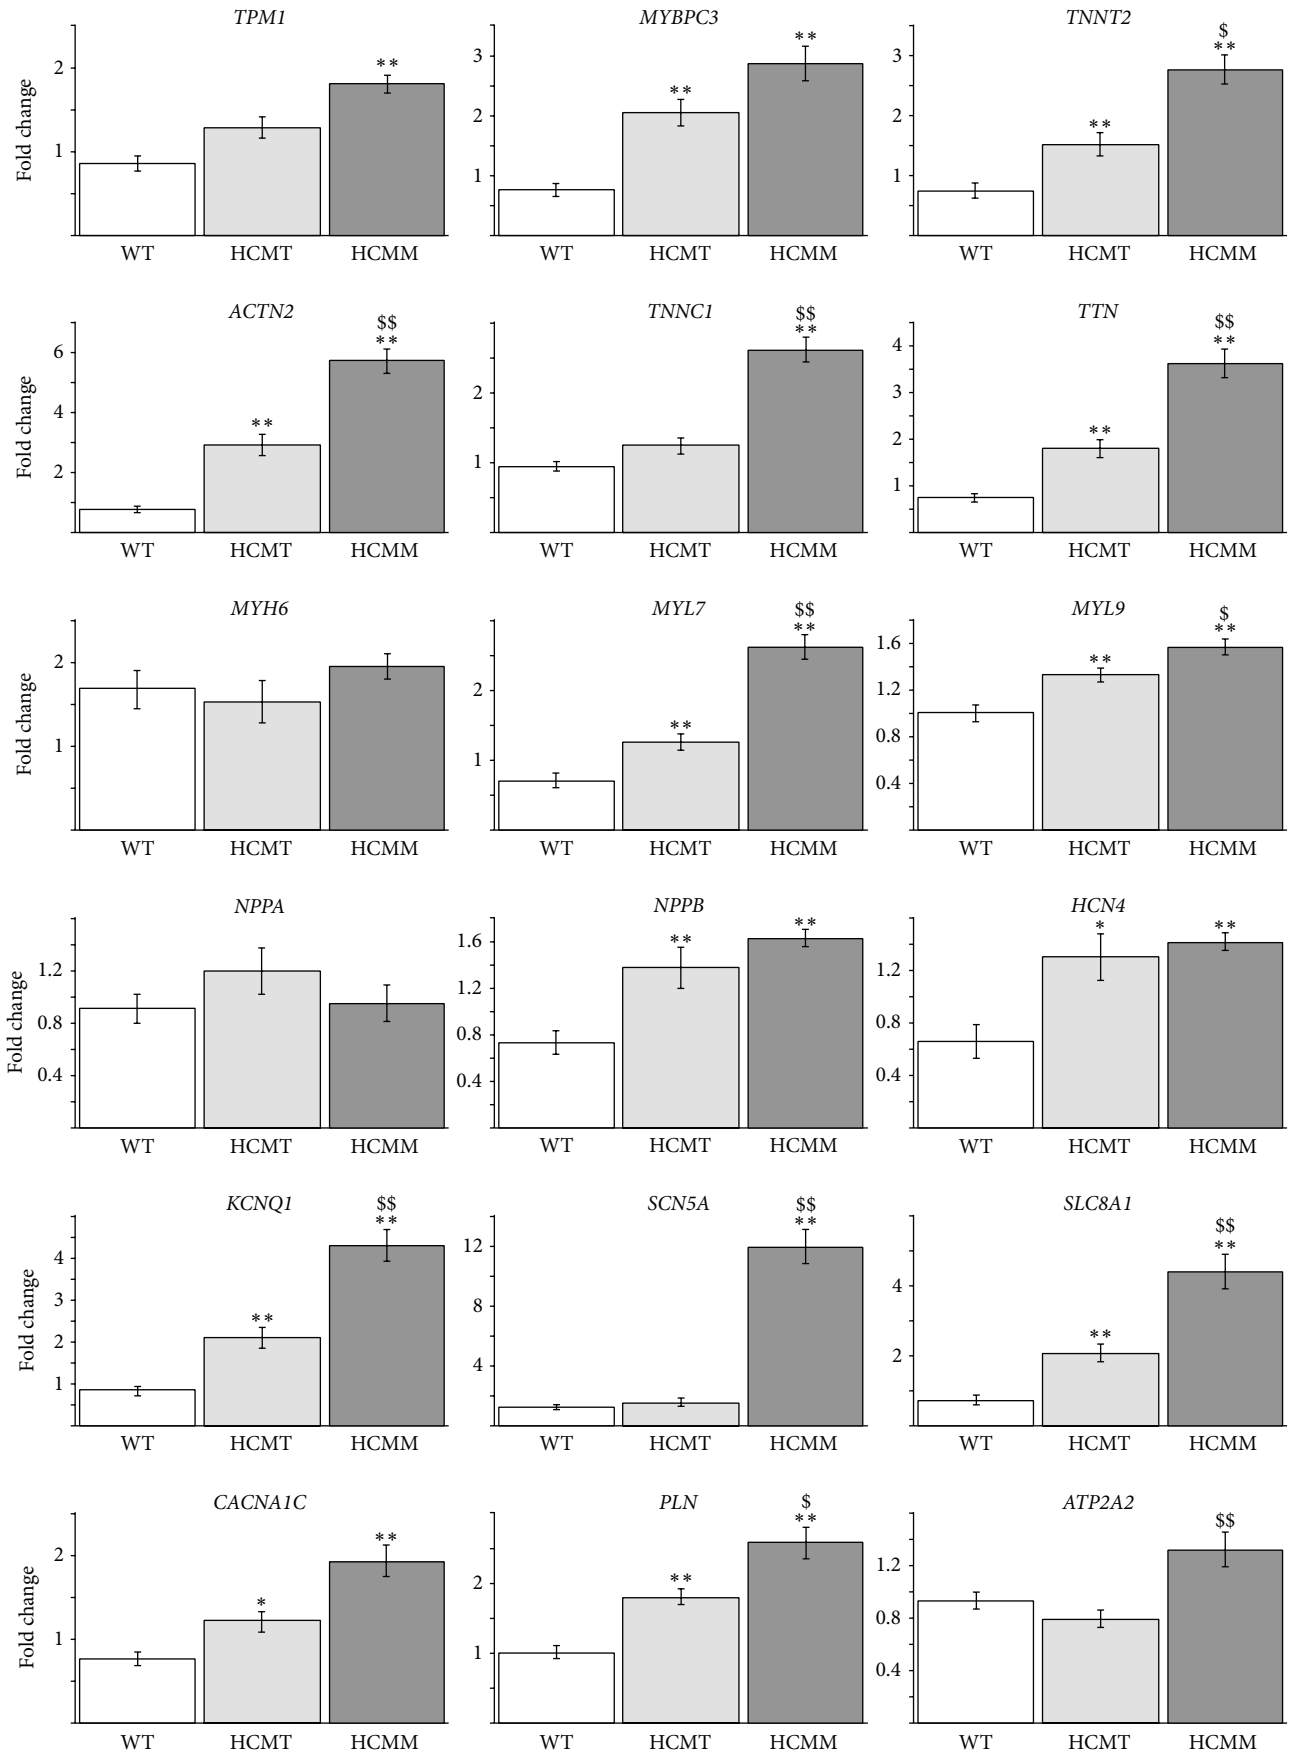 TPM1 MYBPC3 TNNT2
Fold change 2 1 ** WT HCMT HCMM
3 2 1 ** ** WT HCMT HCMM
3 2 1 ** $ ** WT HCMT HCMM
ACTN2 TNNC1 TTN
Fold change 6 4 2 ** $$ ** WT HCMT HCMM
2 1 $$ ** WT HCMT HCMM
4 3 2 1 ** $$ ** WT HCMT HCMM
MYH6 MYL7 MYL9
Fold change 2 1 WT HCMT HCMM
2 1 ** $$ ** WT HCMT HCMM
1.6 1.2 0.8 0.4 ** $ ** WT HCMT HCMM
NPPA NPPB HCN4
Fold change 1.2 0.8 0.4 WT HCMT HCMM
1.6 1.2 0.8 0.4 ** ** WT HCMT HCMM
1.2 0.8 0.4 * ** WT HCMT HCMM
KCNQ1 SCN5A SLC8A1
Fold change 4 3 2 1 ** $$ ** WT HCMT HCMM
12 8 4 $$ ** WT HCMT HCMM
4 2 ** $$ ** WT HCMT HCMM
CACNA1C PLN ATP2A2
Fold change 2 1 * ** WT HCMT HCMM
2 1 ** $ ** WT HCMT HCMM
1.2 0.8 0.4 $$ WT HCMT HCMM